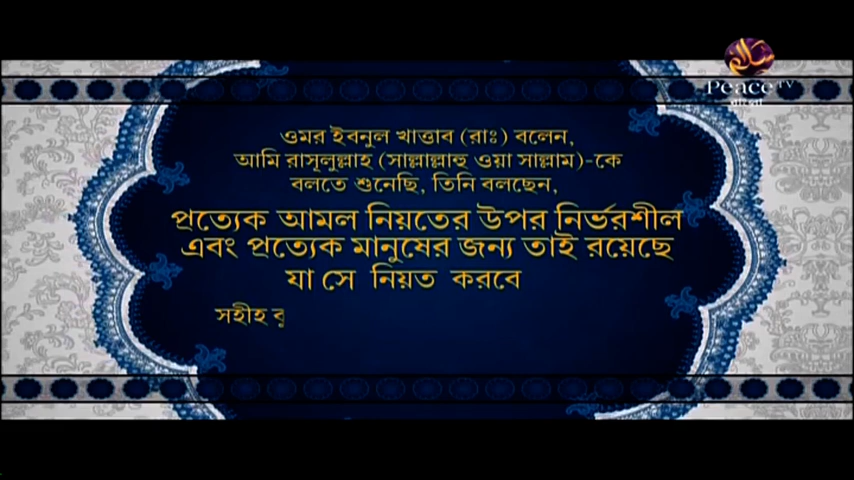 Peace TV
বাংলা
ওমর ইবনুল খাত্তাব (রাঃ) বলেন,
আমি রাসূলুল্লাহ (সাল্লাল্লাহু ওয়া সাল্লাম)-কে
বলতে শুনেছি, তিনি বলছেন,
প্রত্যেক আমল নিয়তের উপর নির্ভরশীল
এবং প্রত্যেক মানুষের জন্য তাই রয়েছে
যা সে নিয়ত করবে
সহীহ